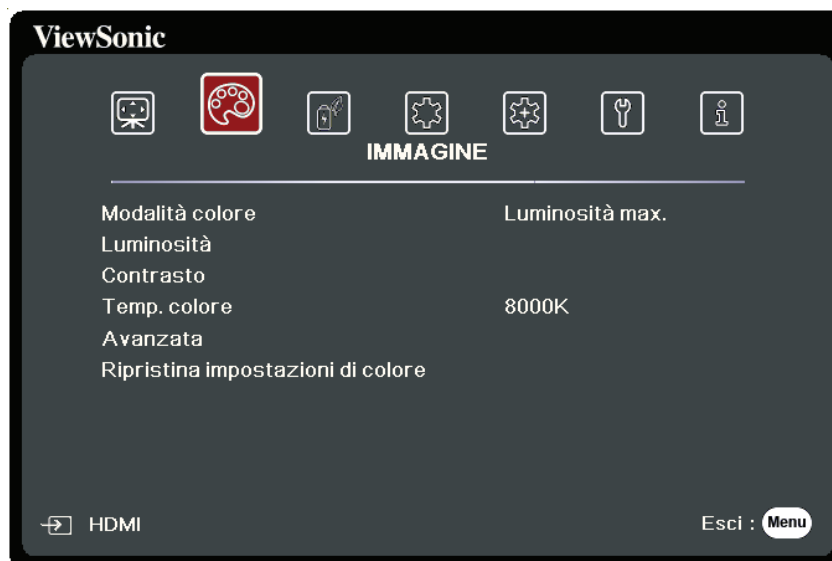 ViewSonic
IMMAGINE
Modalità colore Luminosità max.
Luminosità
Contrasto
Temp. colore 8000K
Avanzata
Ripristina impostazioni di colore
HDMI Esci : Menu